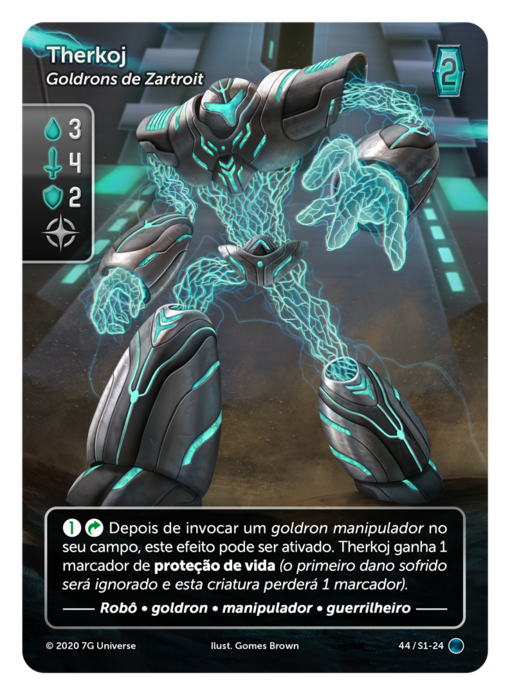 Therkoj
2
Goldrons de Zartroit
3
4
2
1 Depois de invocar um goldron manipulador no
seu campo, este efeito pode ser ativado. Therkoj ganha 1
marcador de proteção de vida (o primeiro dano sofrido
será ignorado e esta criatura perderá 1 marcador).
Robô • goldron • manipulador • guerrilheiro
© 2020 7G Universe Ilust. Gomes Brown 44 / S1-24